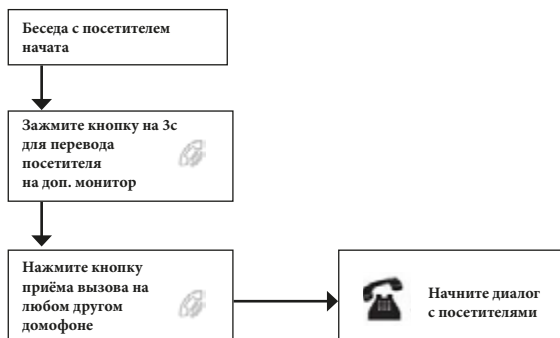 Беседа с посетителем
начата
Зажмите кнопку на 3с
для перевода
посетителя
на доп. монитор
Нажмите кнопку
приёма вызова на
любом другом
домофоне
Начните диалог
с посетителями